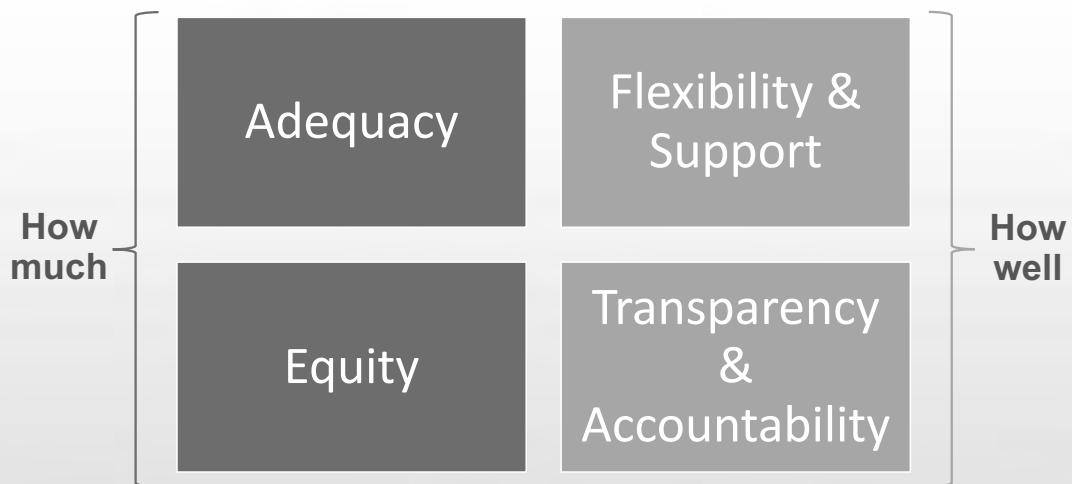 How
much
Adequacy
Flexibility &
Support
Equity
Transparency
&
Accountability
How
well